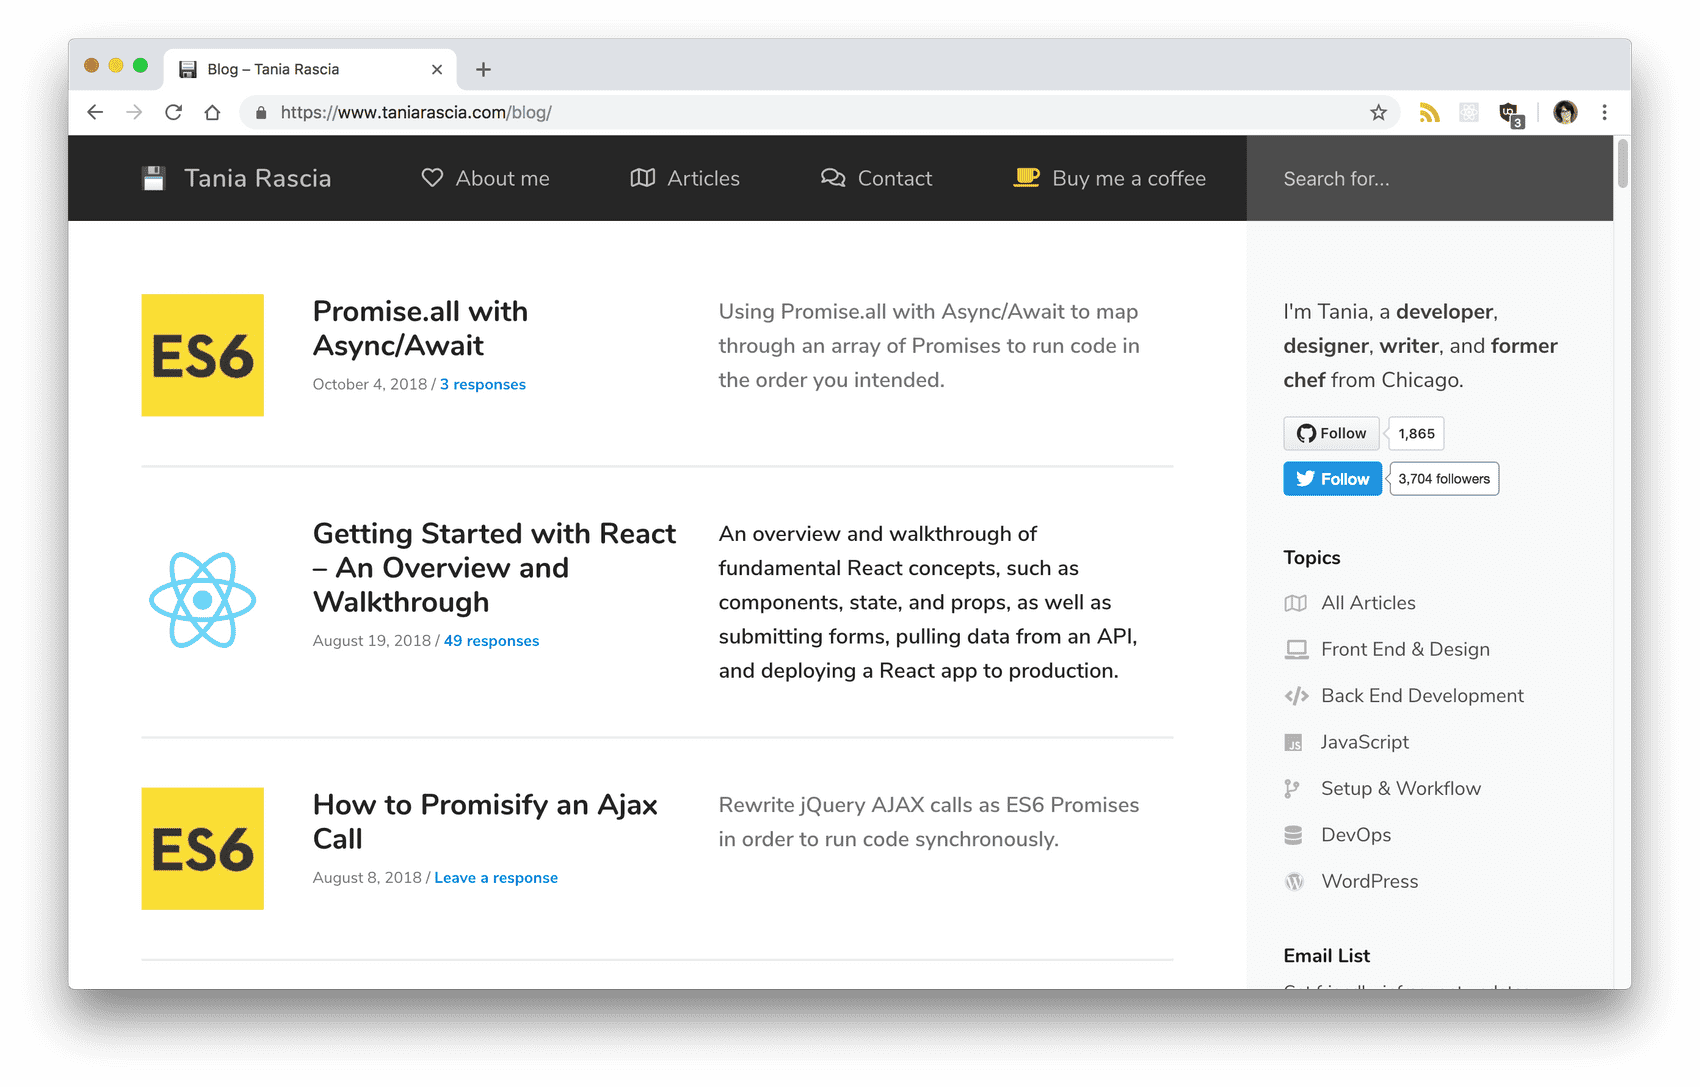 Blog – Tania Rascia
https://www.taniarascia.com/blog/
3
Tania Rascia
About me
Articles
Contact
Buy me a coffee
Search for...
ES6
Promise.all with
Async/Await
October 4, 2018 / 3 responses
Using Promise.all with Async/Await to map
through an array of Promises to run code in
the order you intended.
Getting Started with React
– An Overview and
Walkthrough
August 19, 2018 / 49 responses
An overview and walkthrough of
fundamental React concepts, such as
components, state, and props, as well as
submitting forms, pulling data from an API,
and deploying a React app to production.
ES6
How to Promisify an Ajax
Call
August 8, 2018 / Leave a response
Rewrite jQuery AJAX calls as ES6 Promises
in order to run code synchronously.
I'm Tania, a developer,
designer, writer, and former
chef from Chicago.
Follow 1,865
Follow 3,704 followers
Topics
All Articles
Front End & Design
Back End Development
JS JavaScript
Setup & Workflow
DevOps
WordPress
Email List